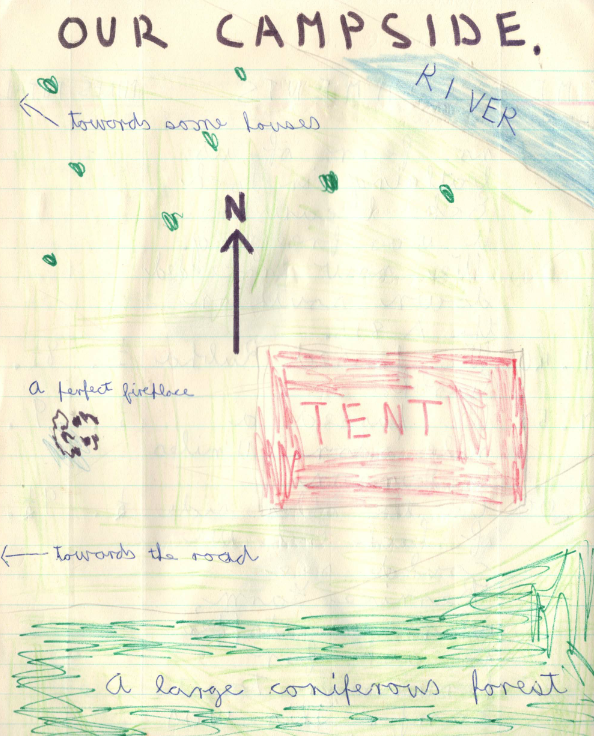 OUR CAMPSIDE.
RIVER
towards some houses
N
A perfect fireplace
TENT
towards the road
A large coniferous forest